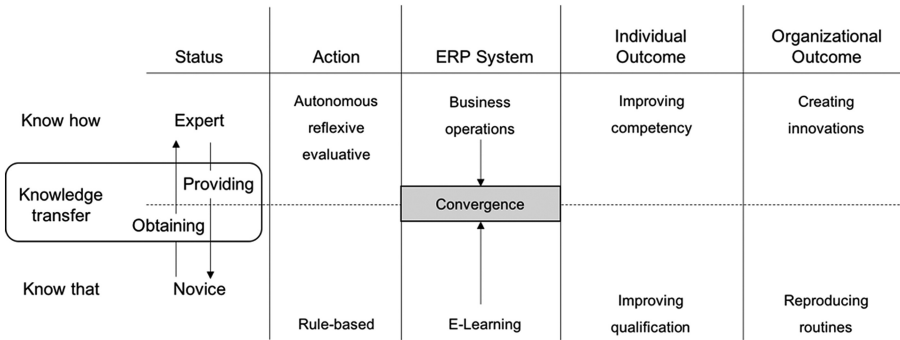 Status
Action
ERP System
Individual
Outcome
Organizational
Outcome
Know how
Expert
Autonomous
reflexive
evaluative
Business
operations
Improving
competency
Creating
innovations
Knowledge
transfer
Providing
Obtaining
Convergence
Know that
Novice
Rule-based
E-Learning
Improving
qualification
Reproducing
routines